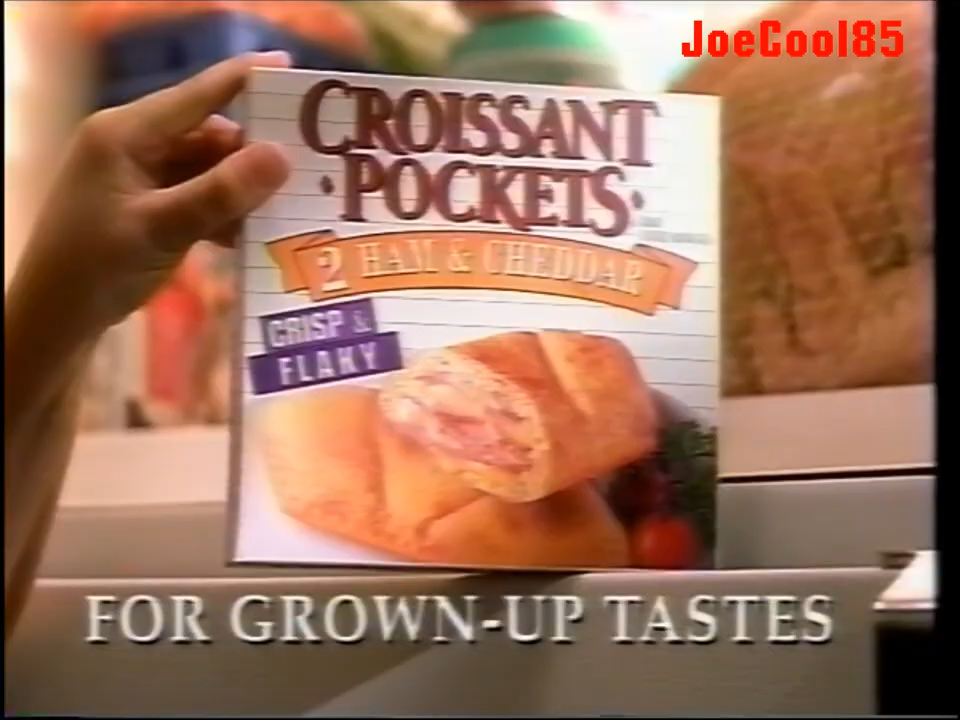 JoeCool85
CROISSANT
POCKETS
2 HAM & CHEDDAR
CRISP &
FLAKY
FOR GROWN-UP TASTES